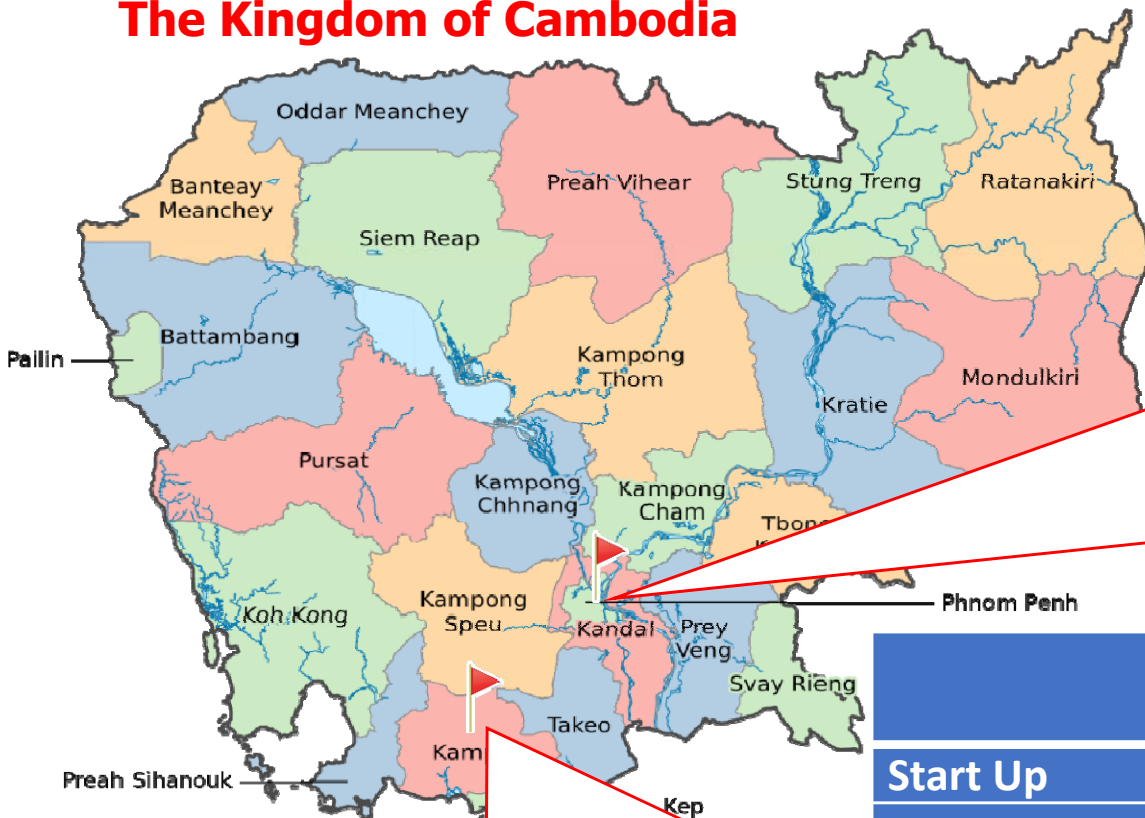 The Kingdom of Cambodia
Oddar Meanchey
Banteay
Meanchey
Preah Vihear
Stung Treng
Ratanakiri
Siem Reap
Battambang
Pailin
Kampong
Thom
Mondulkiri
Kratie
Pursat
Kampong
Chhnang
Kampong
Cham
Koh Kong
Kampong
Speu
Kandal
Prey
Veng
Phnom Penh
Svay Rieng
Takeo
Preah Sihanouk
Kep
Start Up